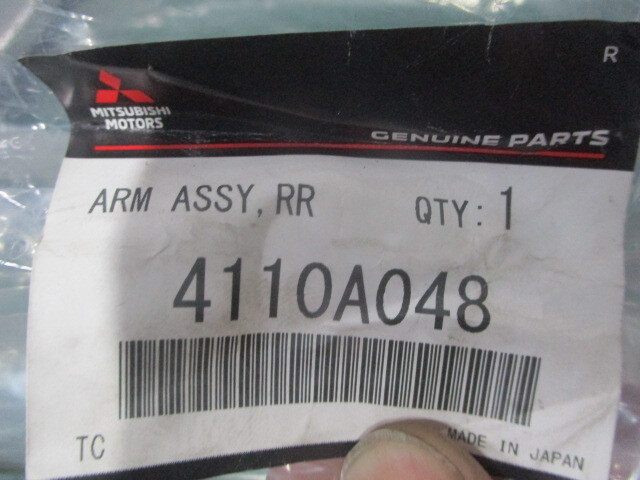 R
MITSUBISHI
MOTORS
GENUINE PARTS
ARM ASSY,RR QTY:1
4110A048
TC MADE IN JAPAN